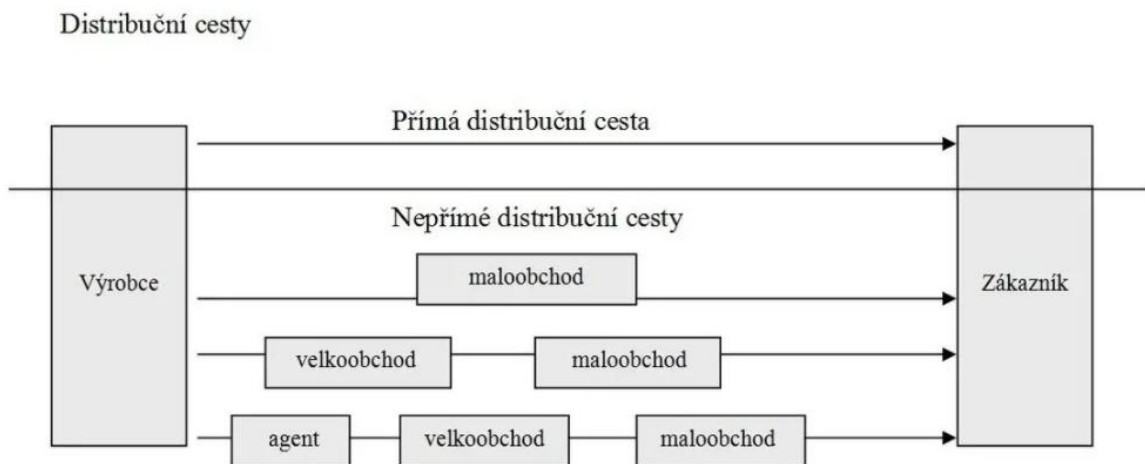 Distribuční cesty
Přímá distribuční cesta
Nepřímé distribuční cesty
Výrobce
maloobchod
Zákazník
velkoobchod
maloobchod
agent
velkoobchod
maloobchod